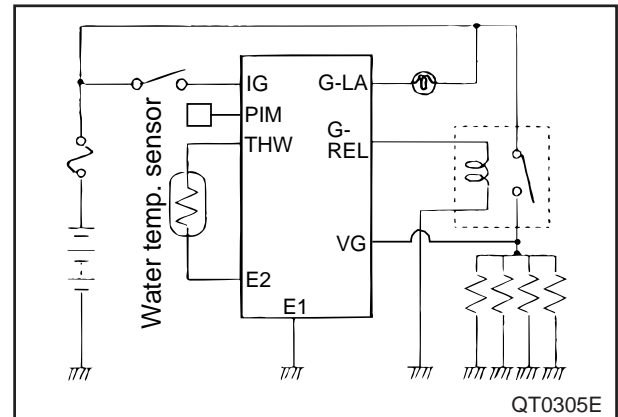 IG
G-LA
PIM
G-
REL
THW
Water temp. sensor
VG
E2
E1
QT0305E